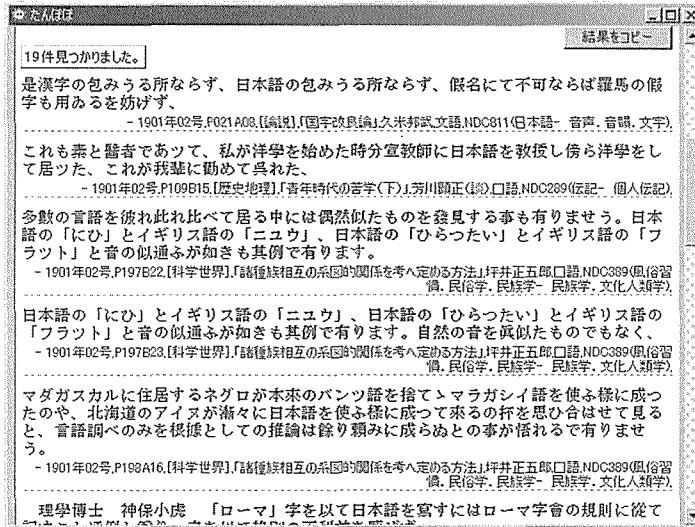 たんぽぽ
結果をコピー
19件見つかりました。
是漢字の包みうる所ならず、日本語の包みうる所ならず、假名にて不可ならば羅馬の假
字も用ゐるを妨げず、
- 1901年02号,P021A08,[論説],「国字改良論」,久米邦武,文語,NDC811(日本語- 音声. 音韻. 文字),
これも素と醫者であツて、私が洋學を始めた時分宣教師に日本語を教授し傍ら洋學をし
て居ツた、これが我輩に勸めて呉れた、
- 1901年02号,P109B15,[歴史地理],「青年時代の苦学(下)」,芳川顕正(談),口語,NDC289(伝記- 個人伝記),
多數の言語を彼れ此れ比べて居る中には偶然似たものを發見する事も有りませう。日本
語の「にひ」とイギリス語の「ニユウ」、日本語の「ひらつたい」とイギリス語の「フ
ラツト」と音の似通ふが如きも其例で有ります。
- 1901年02号,P197B22,[科学世界],「諸種族相互の系図的関係を考へ定める方法」,坪井正五郎,口語,NDC389(風俗習
慣. 民俗学. 民族学- 民族学. 文化人類学),
日本語の「にひ」とイギリス語の「ニユウ」、日本語の「ひらつたい」とイギリス語の
「フラツト」と音の似通ふが如きも其例で有ります。自然の音を眞似たものでもなく、
- 1901年02号,P197B23,[科学世界],「諸種族相互の系図的関係を考へ定める方法」,坪井正五郎,口語,NDC389(風俗習
慣. 民俗学. 民族学- 民族学. 文化人類学),
マダガスカルに住居するネグロが本來のバンツ語を捨てゝマラガシイ語を使ふ樣に成つ
たのや、北海道のアイヌが漸々に日本語を使ふ樣に成つて來るの抔を思ひ合はせて見る
と、言語調べのみを根據としての推論は餘り頼みに成らぬとの事が悟れるで有りませ
う。
- 1901年02号,P198A16,[科学世界],「諸種族相互の系図的関係を考へ定める方法」,坪井正五郎,口語,NDC389(風俗習
慣. 民俗学. 民族学- 民族学. 文化人類学),
理學博士 神保小虎 「ローマ」字を以て日本語を寫すにはローマ字會の規則に從て